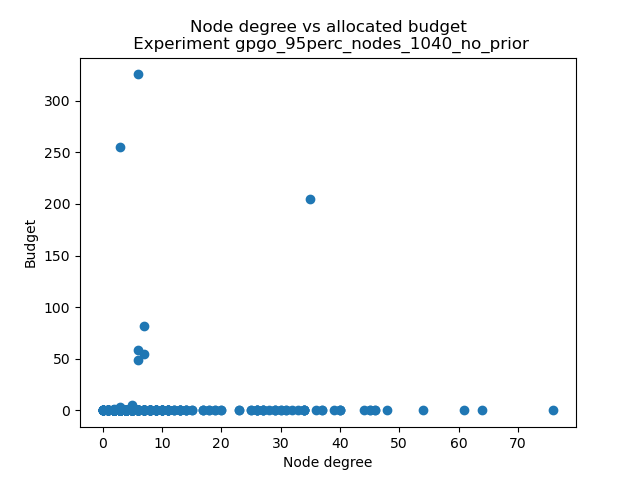 Node degree vs allocated budget
Experiment gpgo_95perc_nodes_1040_no_prior
300
250
200
150
100
50
0
Budget
0 10 20 30 40 50 60 70
Node degree